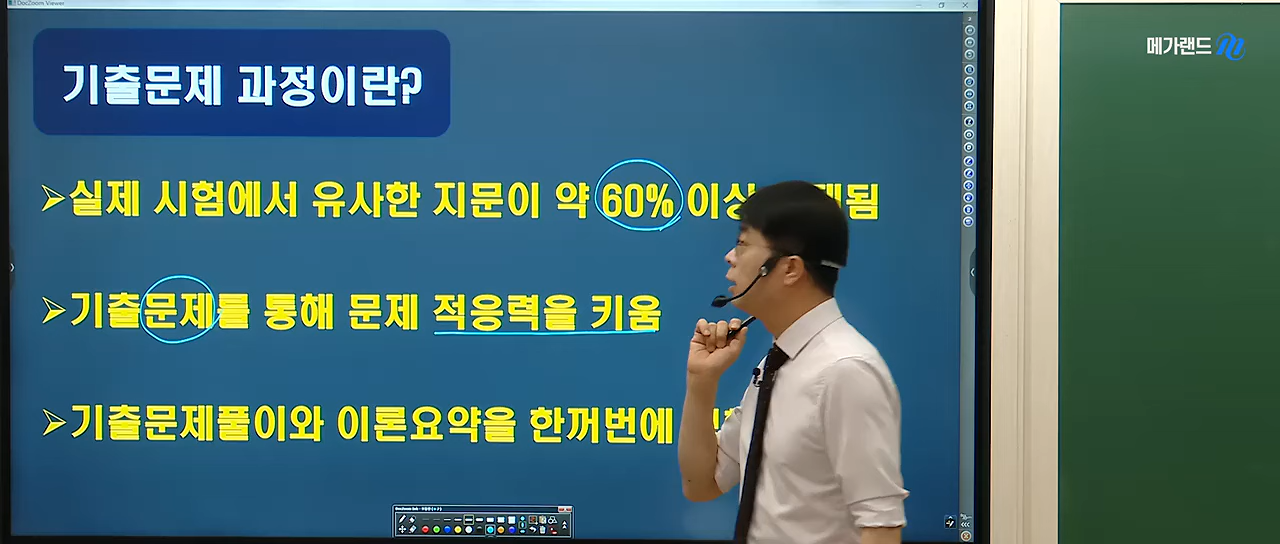 DocZoom Viewer
메가랜드
기출문제 과정이란?
➢실제 시험에서 유사한 지문이 약 60% 이상
➢기출문제를 통해 문제 적응력을 키움
➢기출문제풀이와 이론요약을 한꺼번에